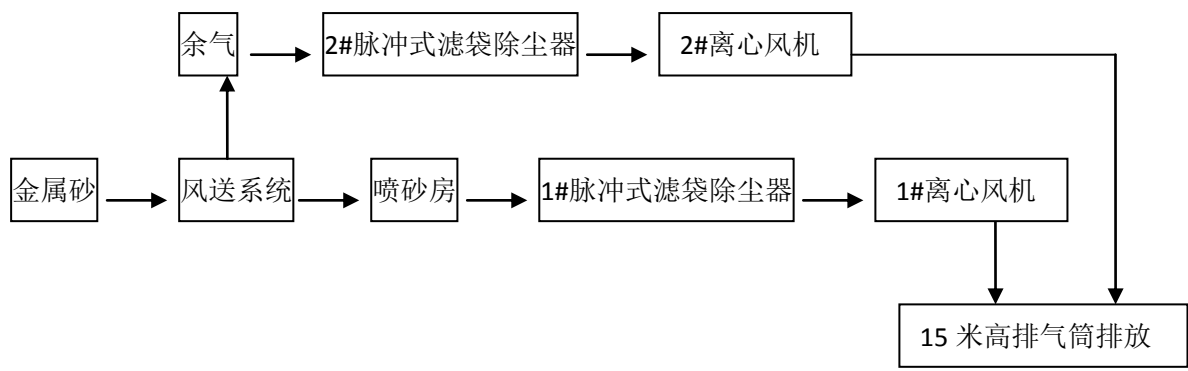 余气
2#脉冲式滤袋除尘器
2#离心风机
金属砂
风送系统
喷砂房
1#脉冲式滤袋除尘器
1#离心风机
15 米高排气筒排放